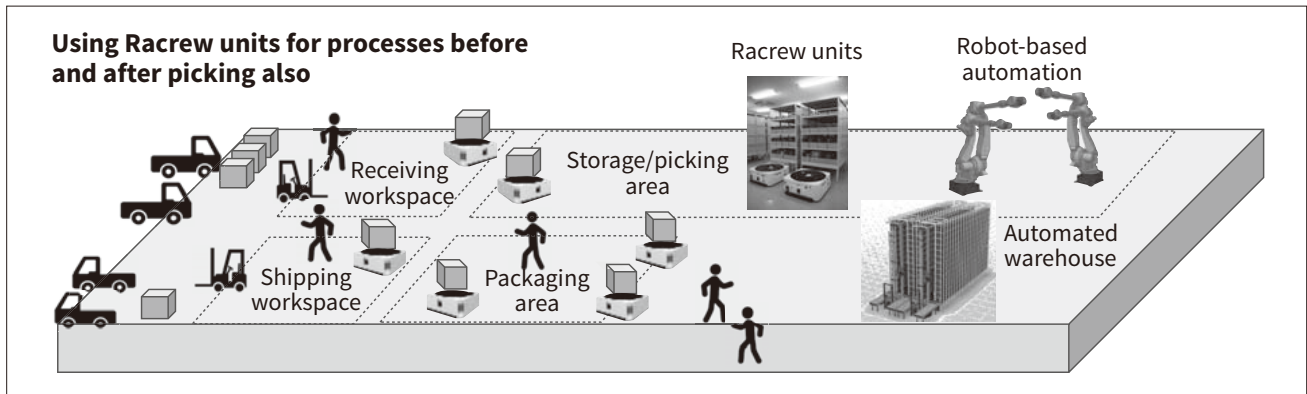 Using Racrew units for processes before
and after picking also
Racrew units
Robot-based
automation
Receiving
workspace
Storage/picking
area
Shipping
workspace
Packaging
area
Automated
warehouse